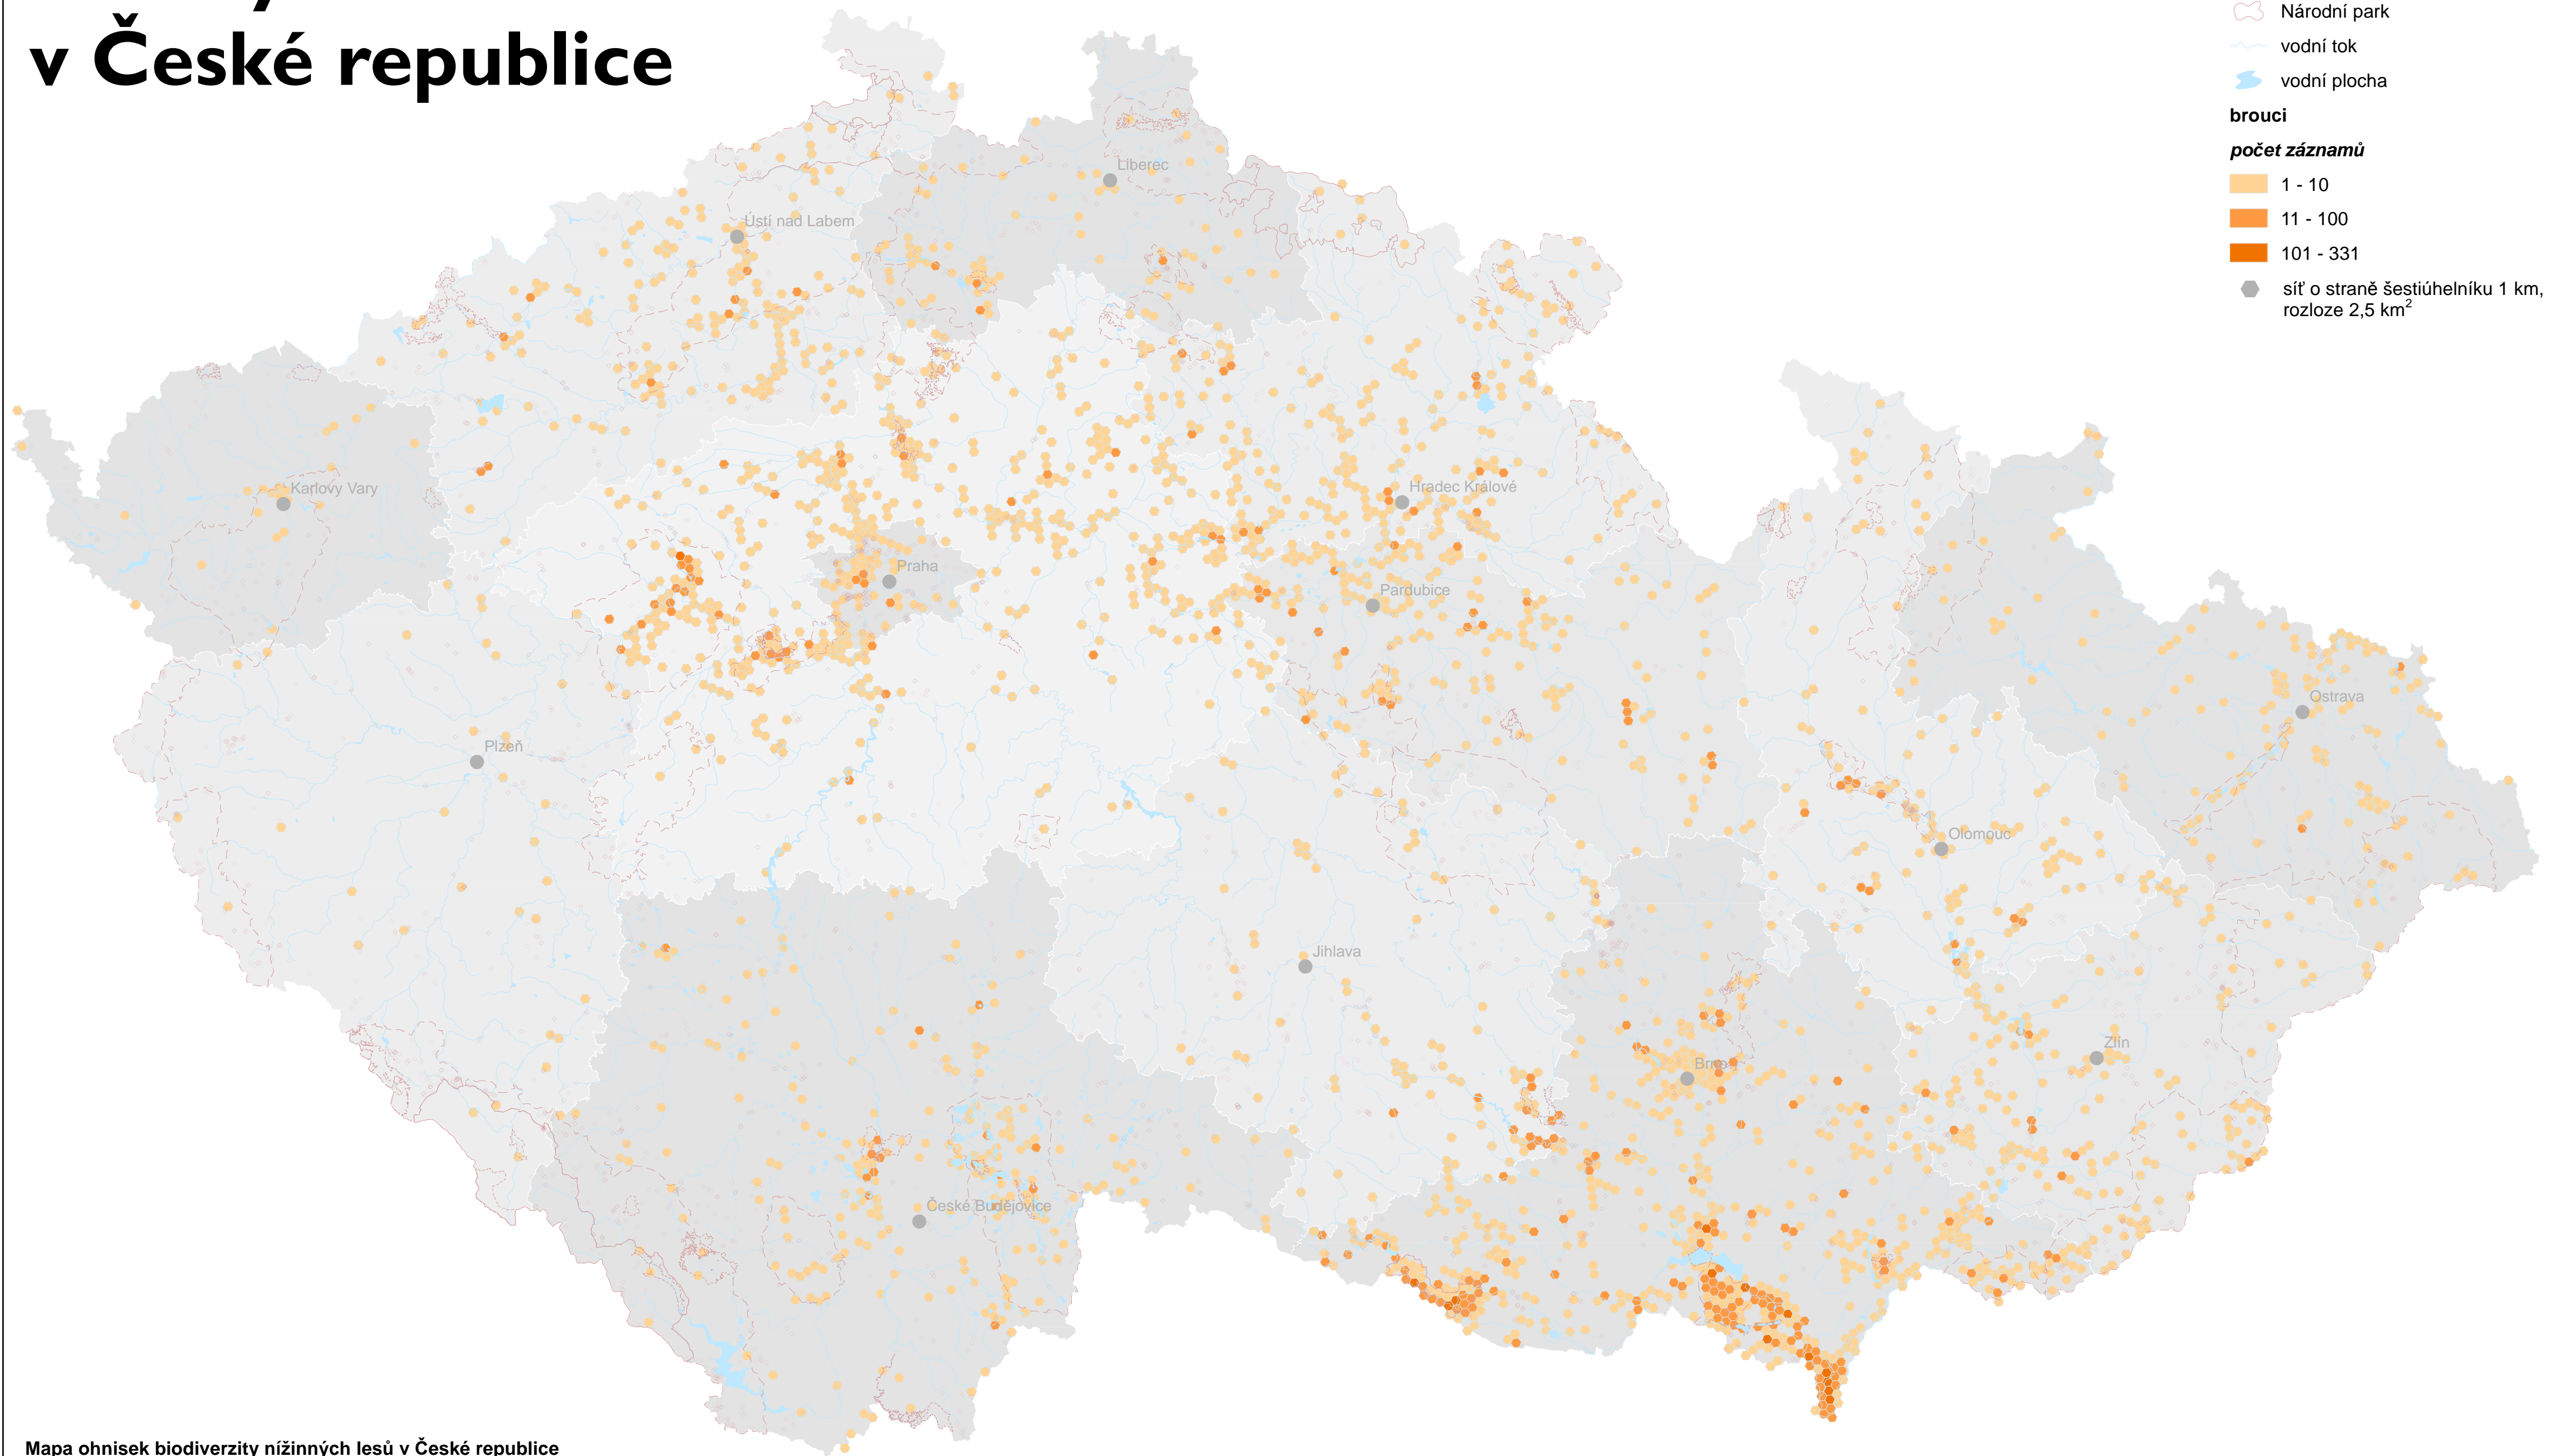 v České republice
Národní park
vodní tok
vodní plocha
brouci
počet záznamů
1 - 10
11 - 100
101 - 331
síť o straně šestiúhelníku 1 km,
rozloze 2,5 km²
Liberec
Ústí nad Labem
Karlovy Vary
Hradec Králové
Praha
Pardubice
Ostrava
Plzeň
Olomouc
Jihlava
Zlín
Brno
České Budějovice
Mapa ohnisek biodiverzity nížinných lesů v České republice